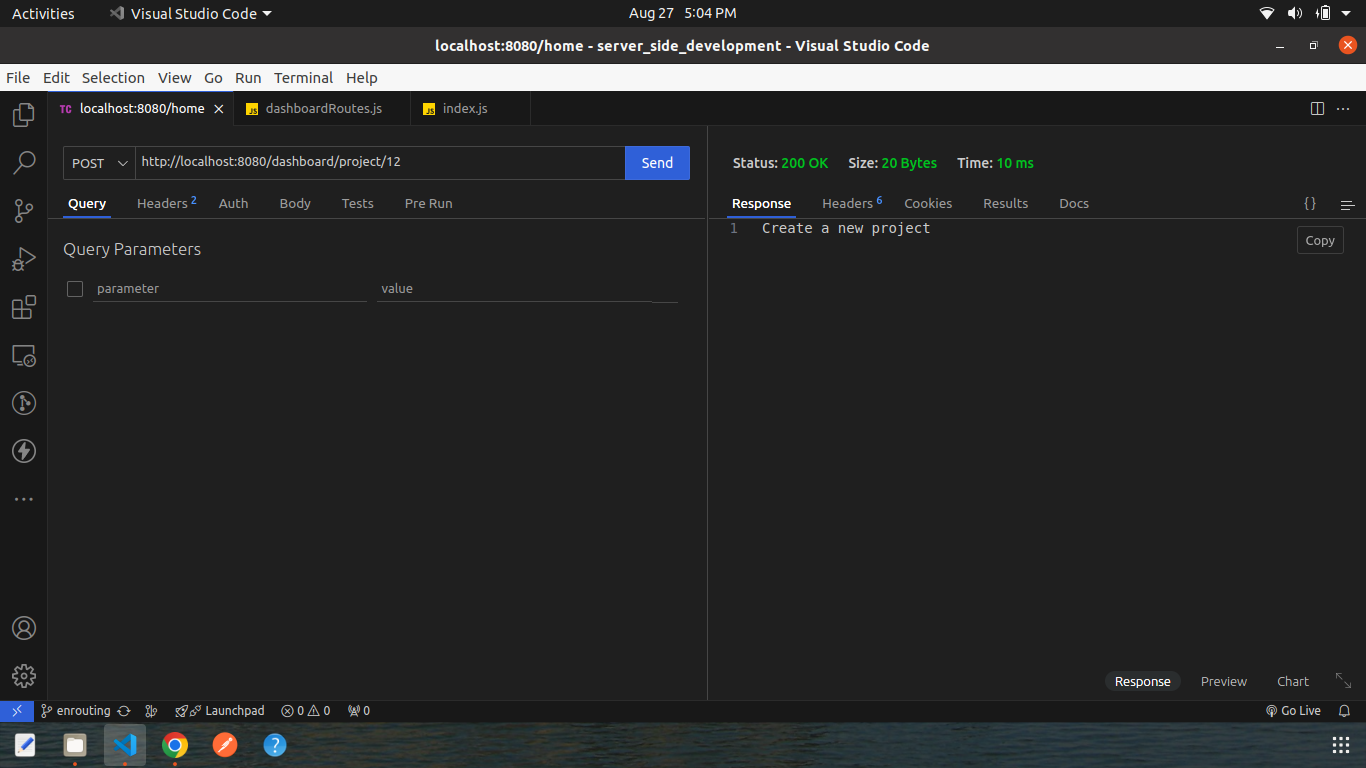 Activities Visual Studio Code Aug 27 5:04 PM
localhost:8080/home - server_side_development - Visual Studio Code
File Edit Selection View Go Run Terminal Help
TC localhost:8080/home JS dashboardRoutes.js JS index.js
POST http://localhost:8080/dashboard/project/12 Send
Status: 200 OK Size: 20 Bytes Time: 10 ms
Query Headers 2 Auth Body Tests Pre Run
Response Headers 6 Cookies Results Docs {}
1 Create a new project
Copy
Query Parameters
parameter value
Response Preview Chart
enrouting Launchpad 0 0 0 Go Live